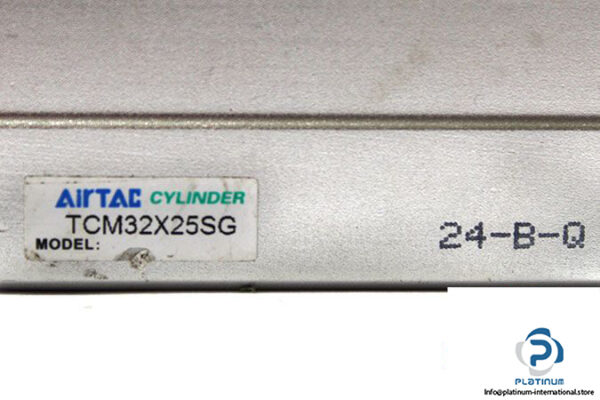 AirTAC CYLINDER
TCM32X25SG
MODEL:
24-B-Q
PLATINUM
Info@platinum-international.store